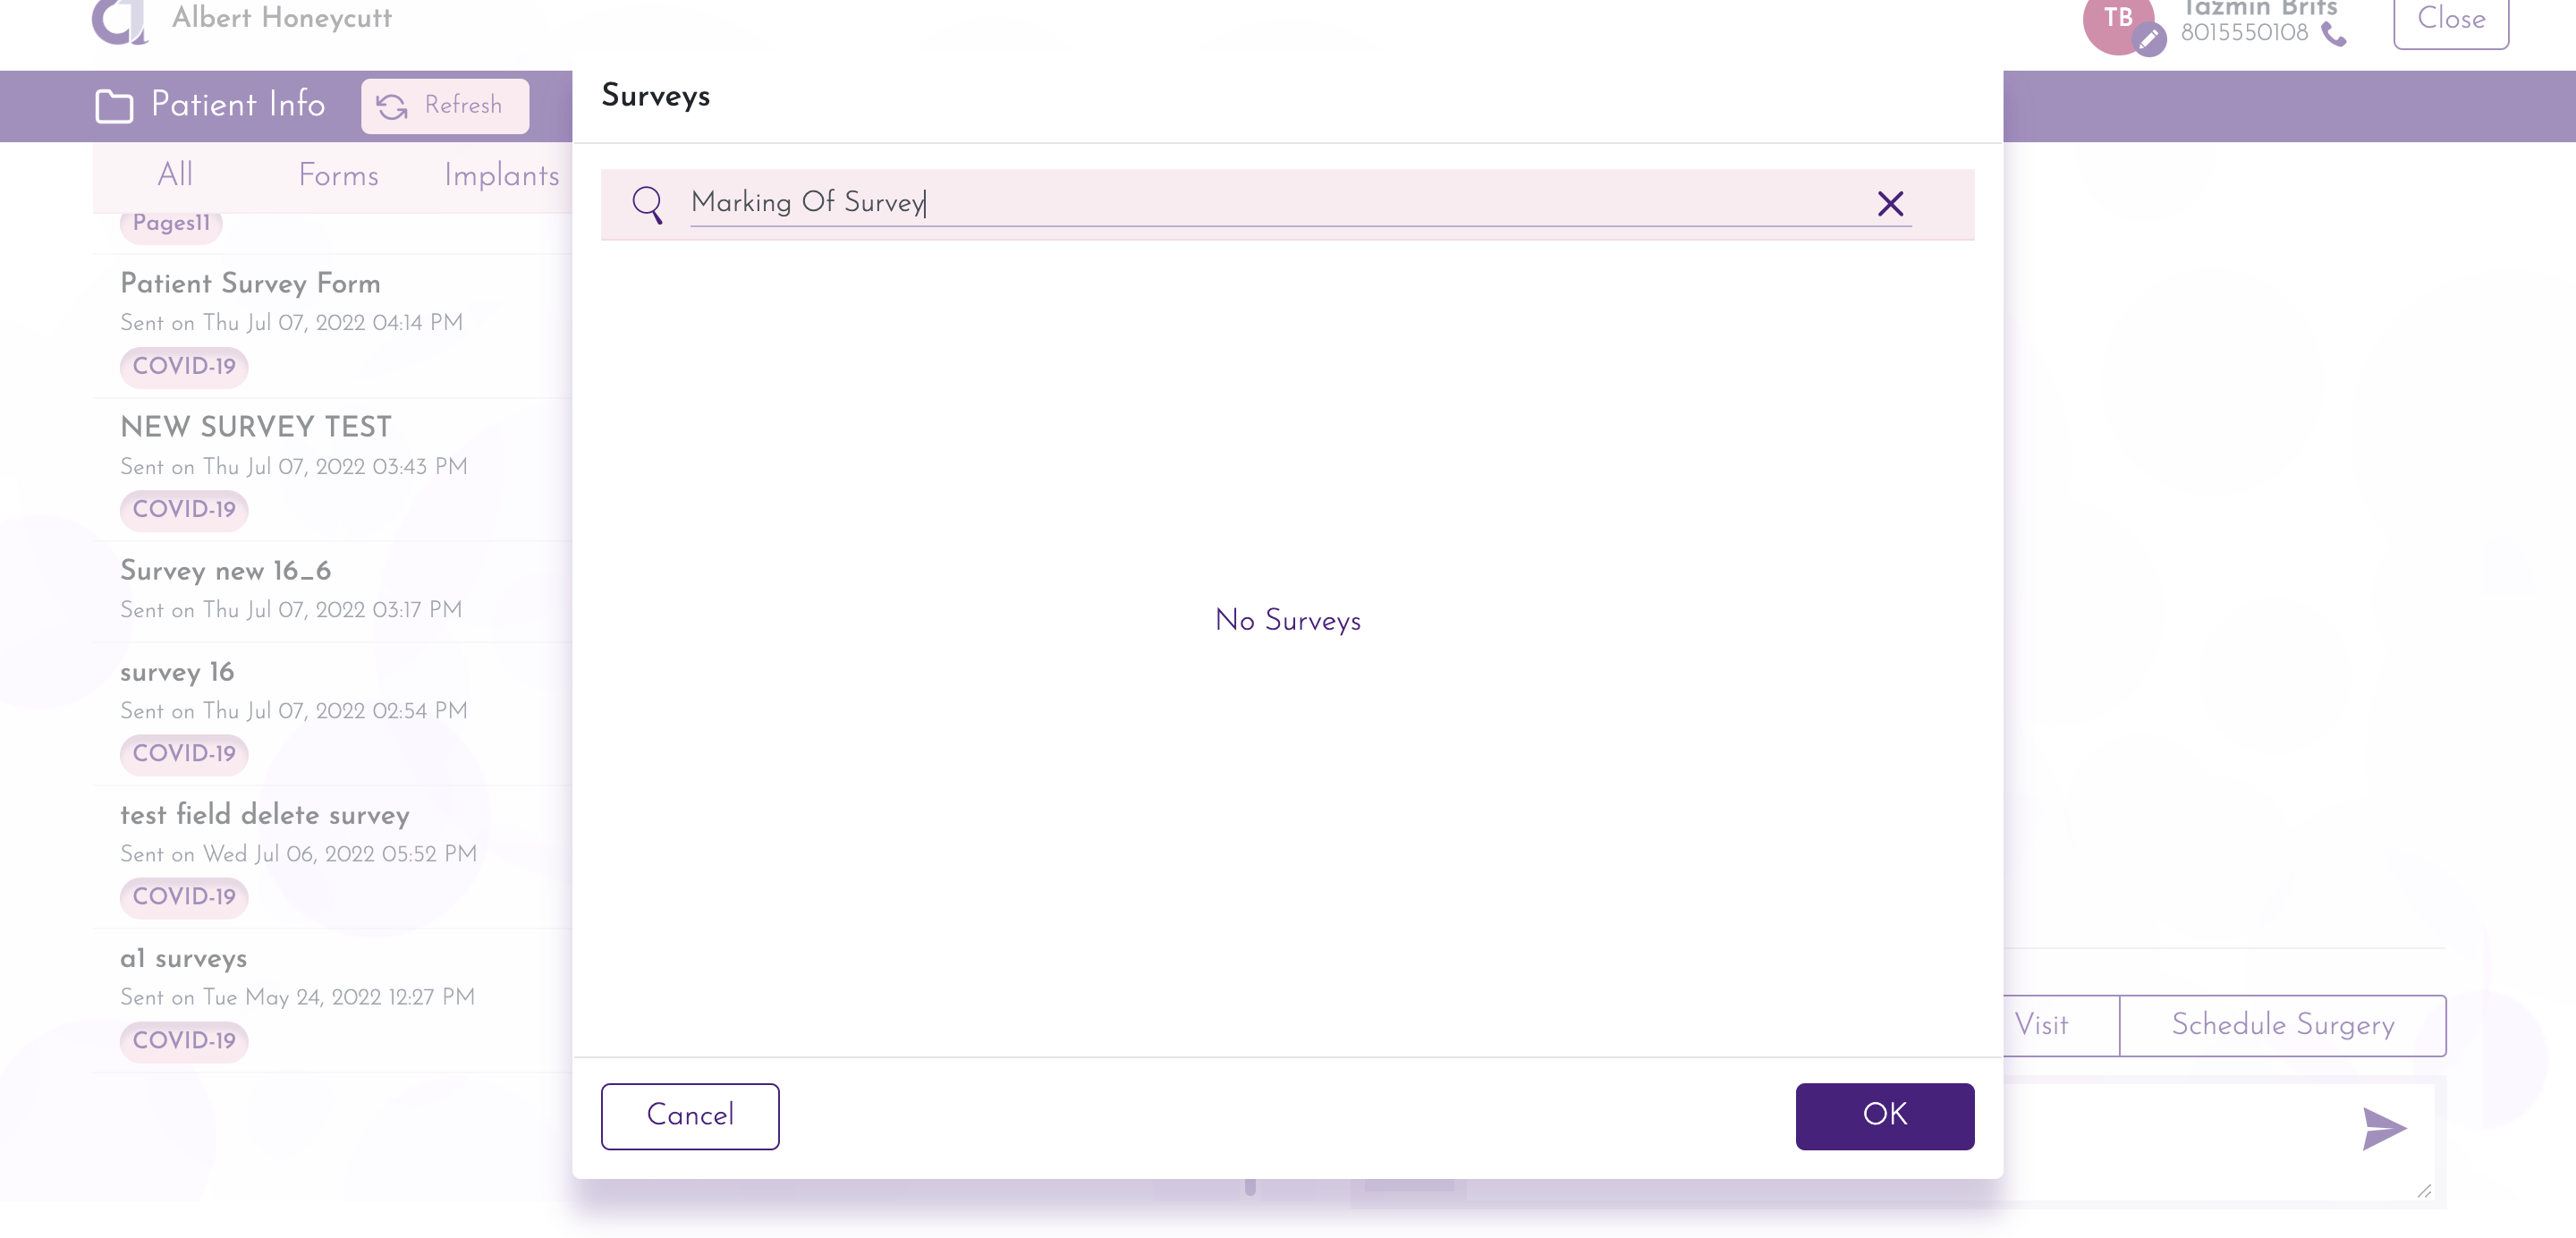 Albert Honeycutt
TB
Tazmin Brits
8015550108
Close
Patient Info
Refresh
All
Forms
Implants
Pages11
Patient Survey Form
Sent on Thu Jul 07, 2022 04:14 PM
COVID-19
NEW SURVEY TEST
Sent on Thu Jul 07, 2022 03:43 PM
COVID-19
Survey new 16_6
Sent on Thu Jul 07, 2022 03:17 PM
survey 16
Sent on Thu Jul 07, 2022 02:54 PM
COVID-19
test field delete survey
Sent on Wed Jul 06, 2022 05:52 PM
COVID-19
a1 surveys
Sent on Tue May 24, 2022 12:27 PM
COVID-19
Surveys
Marking Of Survey
No Surveys
Cancel
OK
Visit
Schedule Surgery